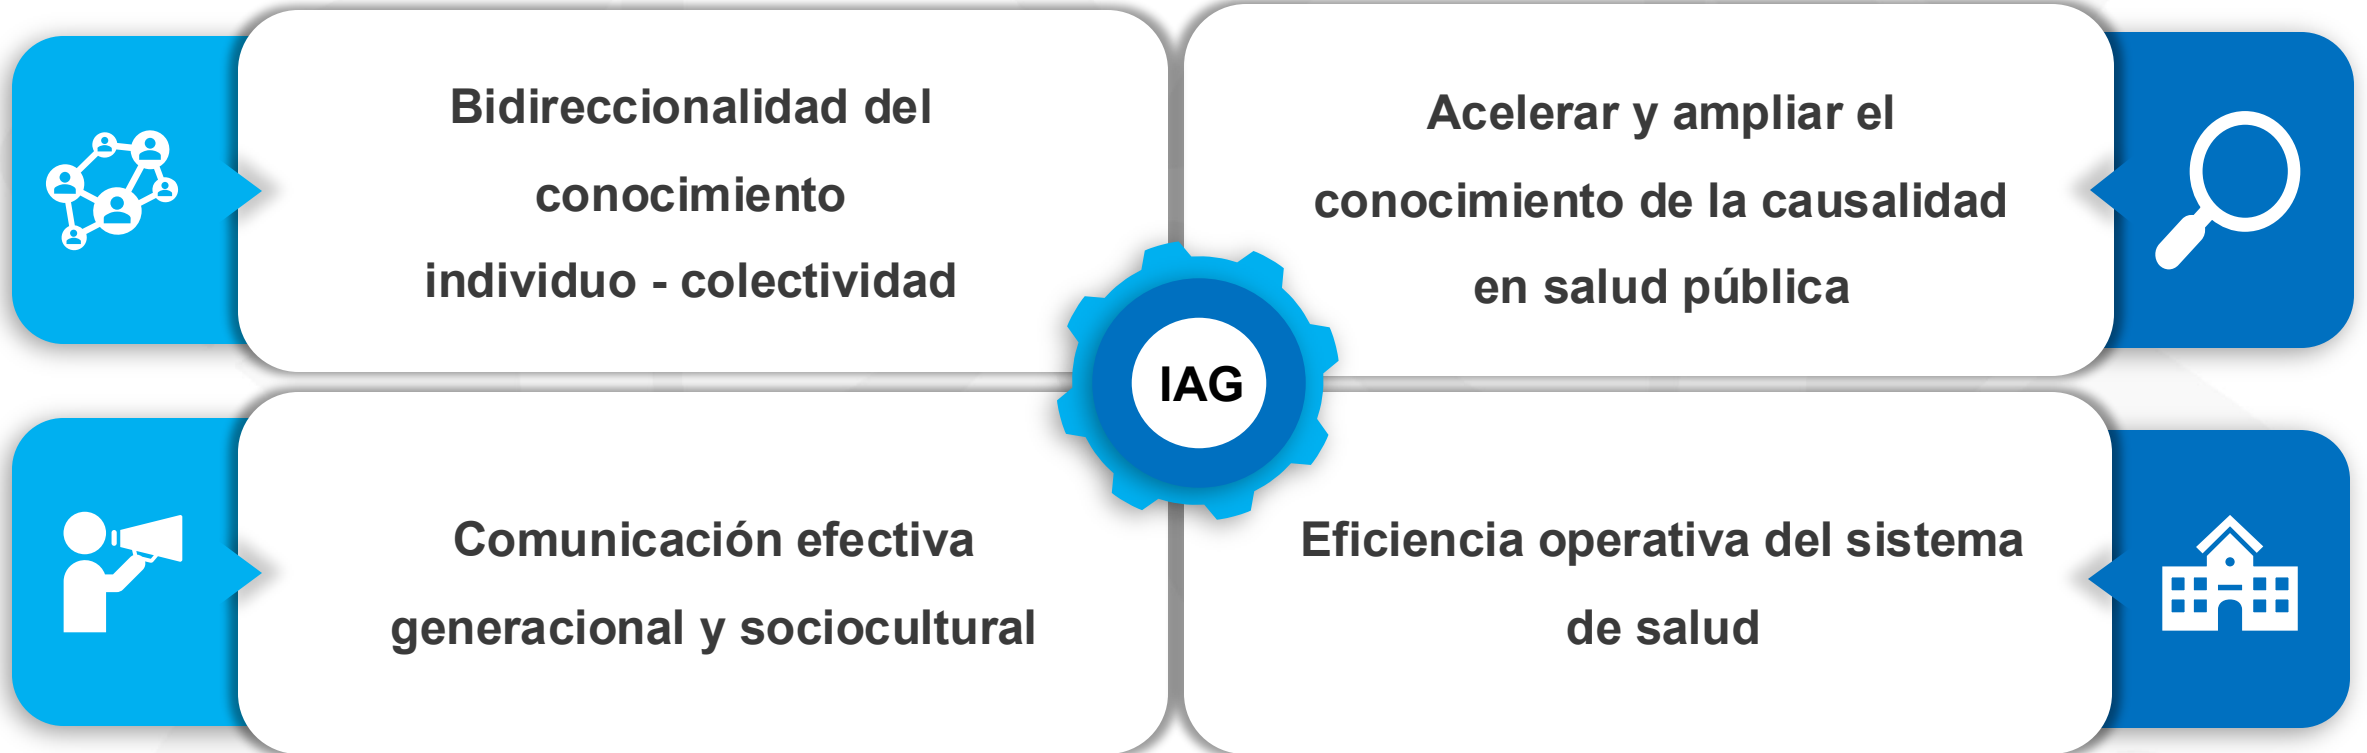 Bidireccionalidad del
conocimiento
individuo - colectividad
Acelerar y ampliar el
conocimiento de la causalidad
en salud pública
IAG
Comunicación efectiva
generacional y sociocultural
Eficiencia operativa del sistema
de salud